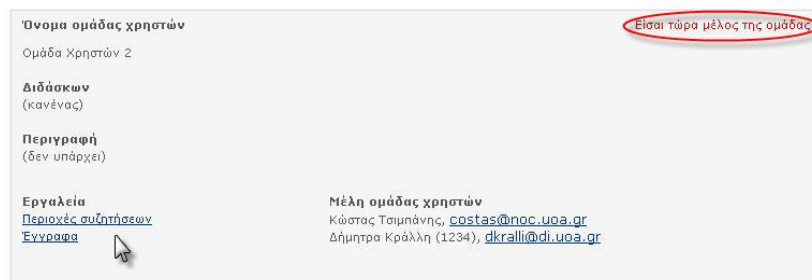 Όνομα ομάδας χρηστών
Είσαι τώρα μέλος της ομάδας
Ομάδα Χρηστών 2
Διδάσκων
(κανένας)
Περιγραφή
(δεν υπάρχει)
Εργαλεία
Περιοχές συζητήσεων
Έγγραφα
Μέλη ομάδας χρηστών
Κώστας Τσιμπάνης, costas@noc.uoa.gr
Δήμητρα Κράλλη (1234), dkralli@di.uoa.gr